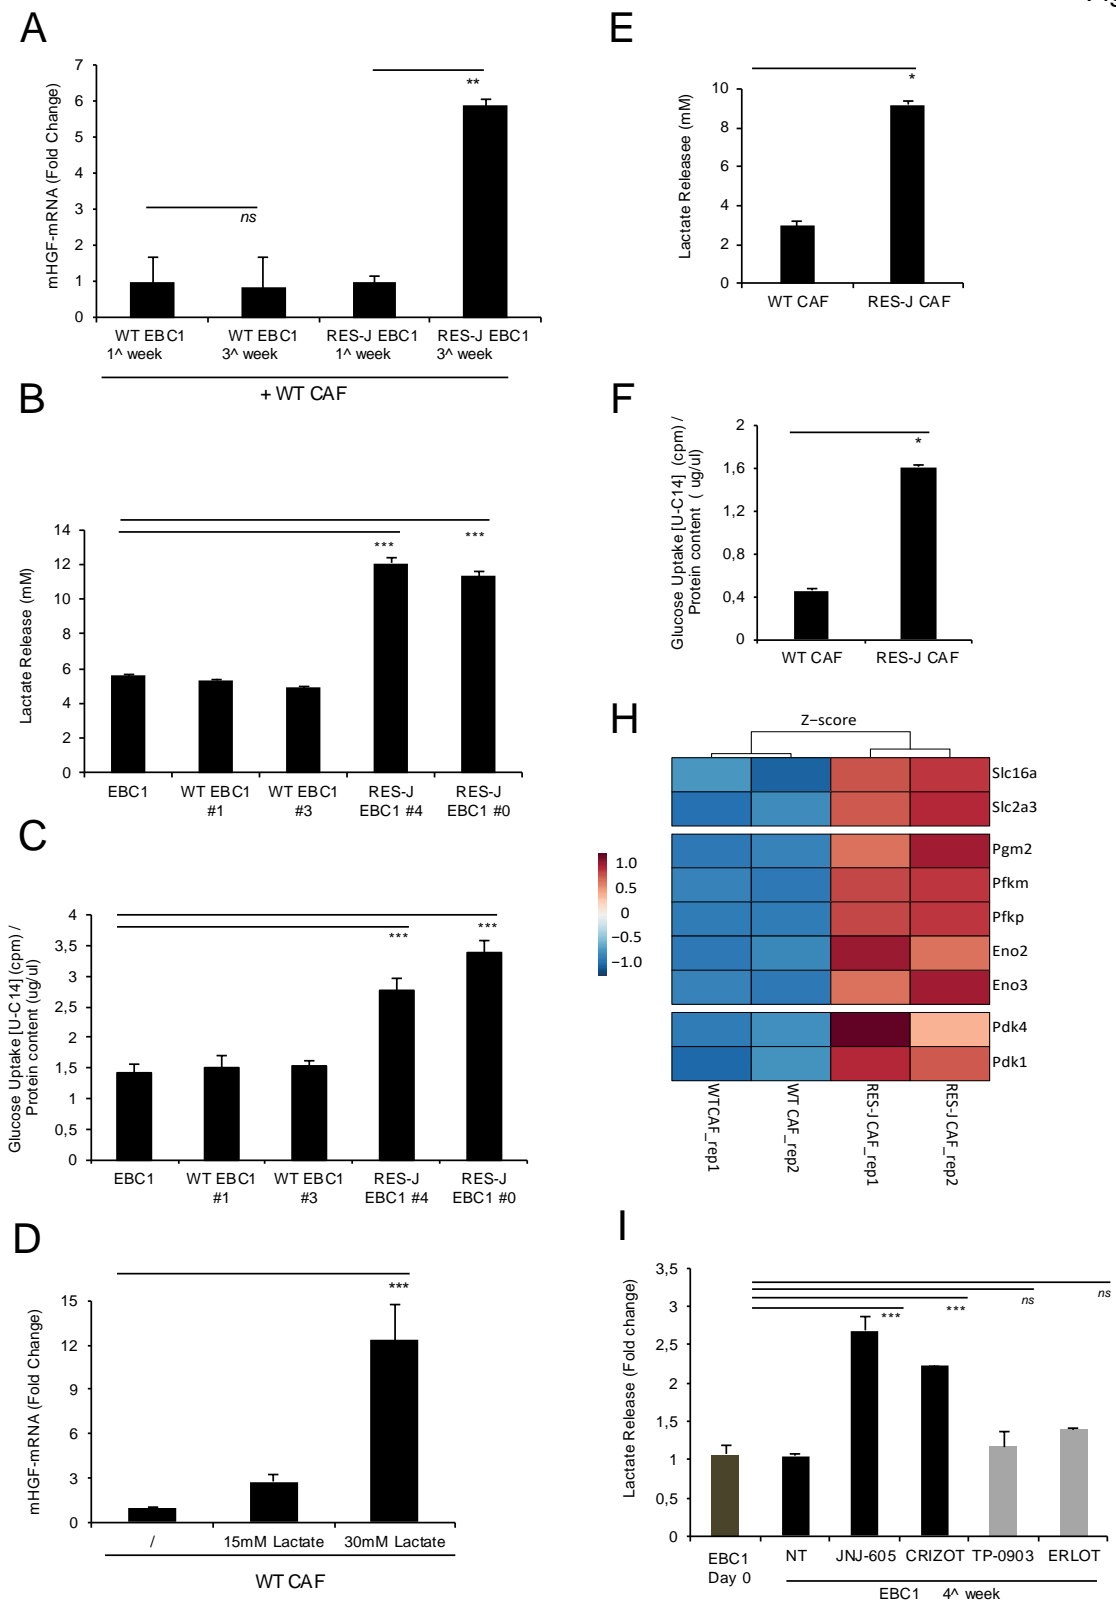 A
mHGF-mRNA (Fold Change)
7
6
5
4
3
2
1
0
ns
**
WT EBC1
1^ week
WT EBC1
3^ week
RES-J EBC1
1^ week
RES-J EBC1
3^ week
+ WT CAF
B
Lactate Release (mM)
14
12
10
8
6
4
2
0
***
***
EBC1
WT EBC1
#1
WT EBC1
#3
RES-J
EBC1 #4
RES-J
EBC1 #0
C
Glucose Uptake [U-C14] (cpm) /
Protein content (ug/ul)
4
3,5
3
2,5
2
1,5
1
0,5
0
***
***
EBC1
WT EBC1
#1
WT EBC1
#3
RES-J
EBC1 #4
RES-J
EBC1 #0
D
mHGF-mRNA (Fold Change)
15
12
9
6
3
0
***
/
15mM Lactate
30mM Lactate
WT CAF
E
Lactate Releasee (mM)
10
8
6
4
2
0
*
WT CAF
RES-J CAF
F
Glucose Uptake [U-C14] (cpm) /
Protein content ( ug/ul)
2
1,6
1,2
0,8
0,4
0
*
WT CAF
RES-J CAF
H
Z−score
1.0
0.5
0
−0.5
−1.0
Slc16a
Slc2a3
Pgm2
Pfkm
Pfkp
Eno2
Eno3
Pdk4
Pdk1
WTCAF_rep1
WT CAF_rep2
RES-J CAF_rep1
RES-J CAF_rep2
I
Lactate Release (Fold change)
3,5
3
2,5
2
1,5
1
0,5
0
***
***
ns
ns
EBC1
Day 0
NT
JNJ-605
CRIZOT
TP-0903
ERLOT
EBC1 4^ week